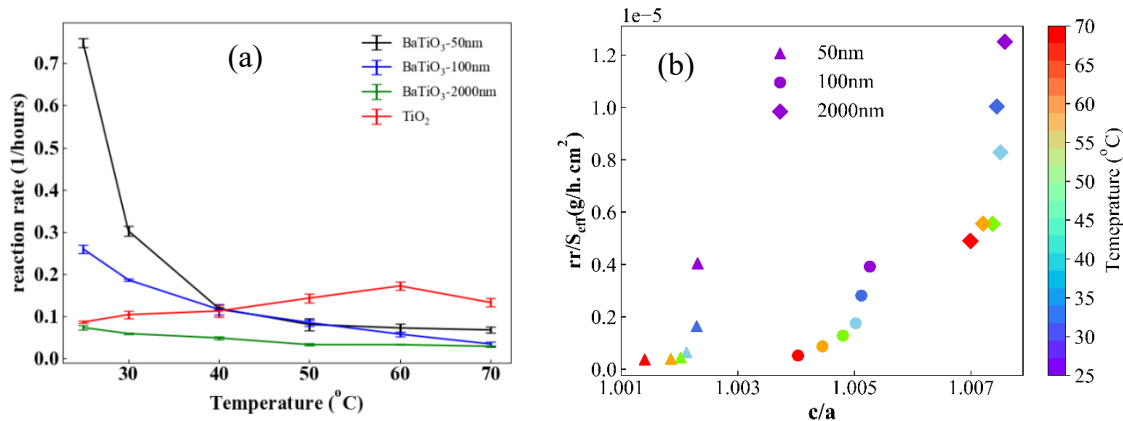 (a)
BaTiO3-50nm
BaTiO3-100nm
BaTiO3-2000nm
TiO2
0.7
0.6
0.5
0.4
0.3
0.2
0.1
0.0
reaction rate (1/hours)
30
40
50
60
70
Temperature (°C)
(b)
1e−5
50nm
100nm
2000nm
1.2
1.0
0.8
0.6
0.4
0.2
0.0
rr/Seff(g/h.cm²)
1.001
1.003
1.005
1.007
c/a
70
65
60
55
50
45
40
35
30
25
Temeprature (°C)